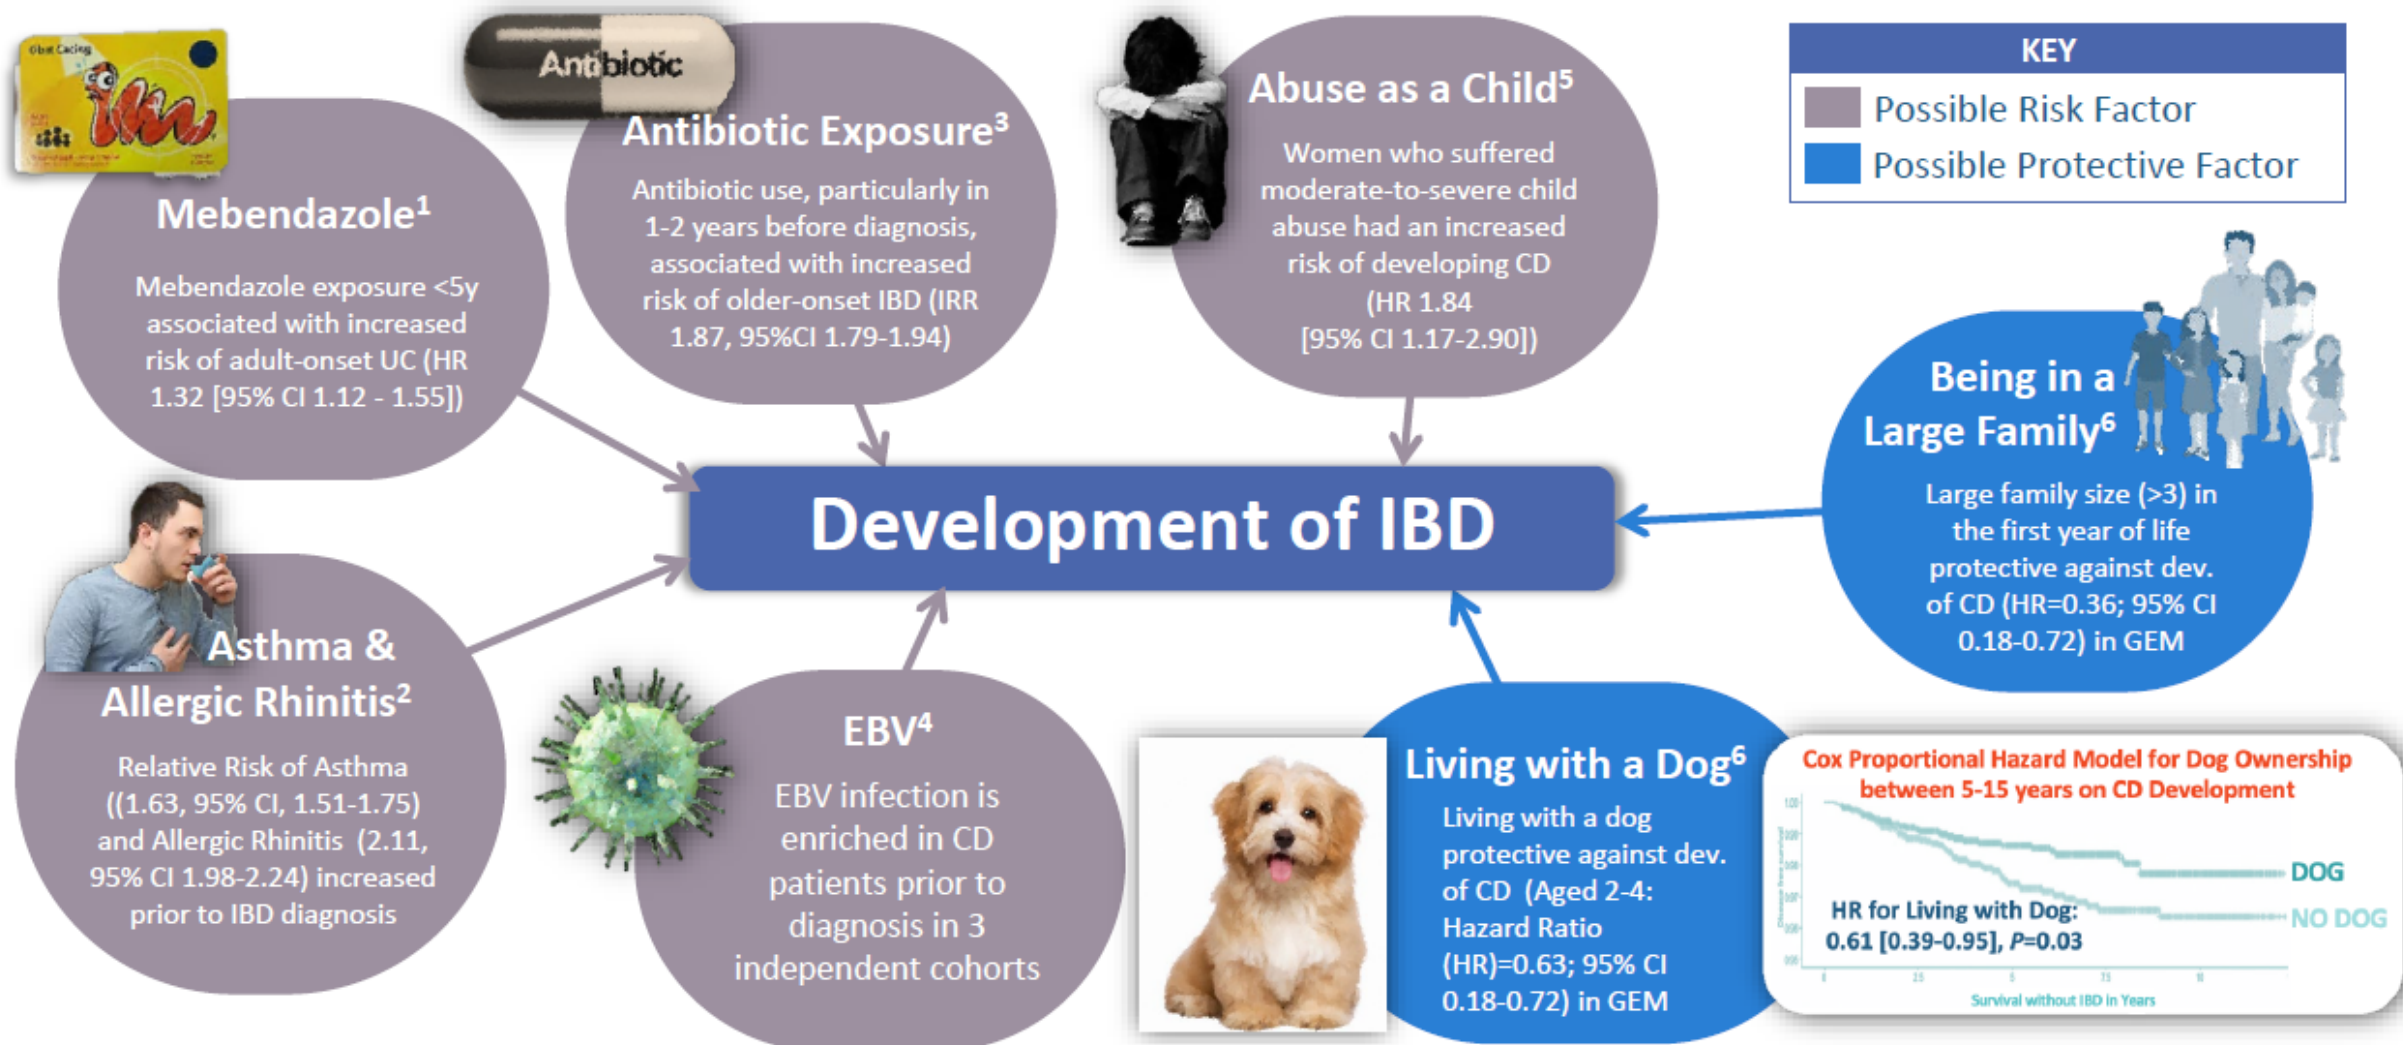 Obat Cacing
Mebendazole¹
Mebendazole exposure <5y
associated with increased
risk of adult-onset UC (HR
1.32 [95% CI 1.12 - 1.55])
Antibiotic
Antibiotic Exposure³
Antibiotic use, particularly in
1-2 years before diagnosis,
associated with increased
risk of older-onset IBD (IRR
1.87, 95%CI 1.79-1.94)
Abuse as a Child⁵
Women who suffered
moderate-to-severe child
abuse had an increased
risk of developing CD
(HR 1.84
[95% CI 1.17-2.90])
KEY
Possible Risk Factor
Possible Protective Factor
Being in a
Large Family⁶
Large family size (>3) in
the first year of life
protective against dev.
of CD (HR=0.36; 95% CI
0.18-0.72) in GEM
Development of IBD
Asthma &
Allergic Rhinitis²
Relative Risk of Asthma
((1.63, 95% CI, 1.51-1.75)
and Allergic Rhinitis (2.11,
95% CI 1.98-2.24) increased
prior to IBD diagnosis
EBV⁴
EBV infection is
enriched in CD
patients prior to
diagnosis in 3
independent cohorts
Living with a Dog⁶
Living with a dog
protective against dev.
of CD (Aged 2-4:
Hazard Ratio
(HR)=0.63; 95% CI
0.18-0.72) in GEM
Cox Proportional Hazard Model for Dog Ownership
between 5-15 years on CD Development
1.00
DOG
NO DOG
HR for Living with Dog:
0.61 [0.39-0.95], P=0.03
0 2.5 5 7.5 10
Survival without IBD in Years